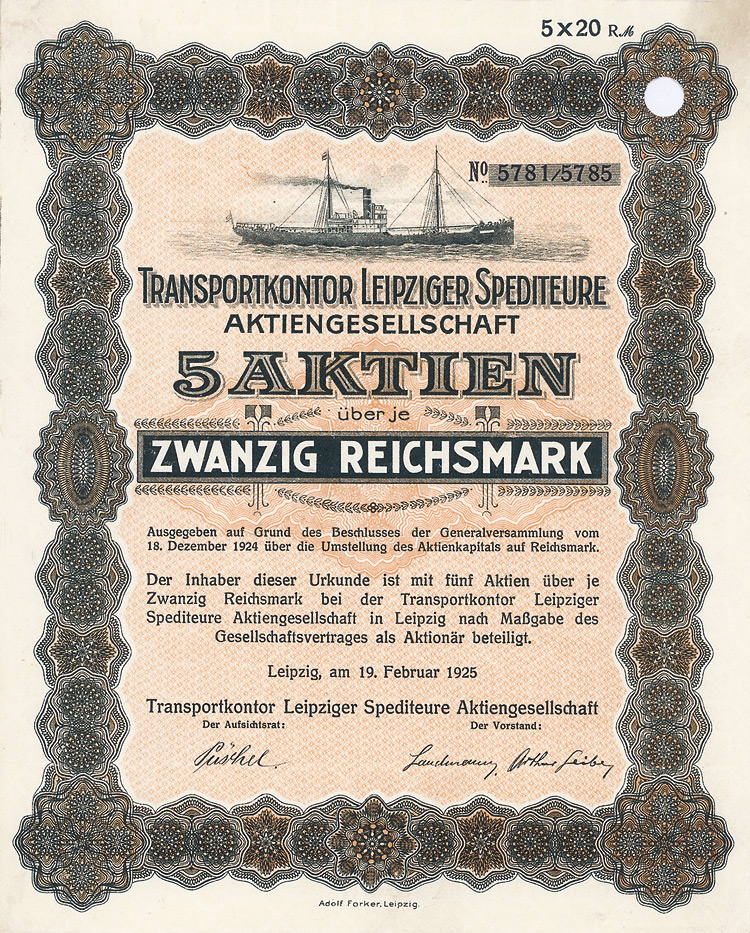 5 x 20 RM
No 5781/5785
TRANSPORTKONTOR LEIPZIGER SPEDITEURE
AKTIENGESELLSCHAFT
5 AKTIEN
über je
ZWANZIG REICHSMARK
Ausgegeben auf Grund des Beschlusses der Generalversammlung vom
18. Dezember 1924 über die Umstellung des Aktienkapitals auf Reichsmark.
Der Inhaber dieser Urkunde ist mit fünf Aktien über je
Zwanzig Reichsmark bei der Transportkontor Leipziger
Spediteure Aktiengesellschaft in Leipzig nach Maßgabe des
Gesellschaftsvertrages als Aktionär beteiligt.
Leipzig, am 19. Februar 1925
Transportkontor Leipziger Spediteure Aktiengesellschaft
Der Aufsichtsrat: Der Vorstand:
Püschel. Landmann, Arthur
Adolf Forker, Leipzig.